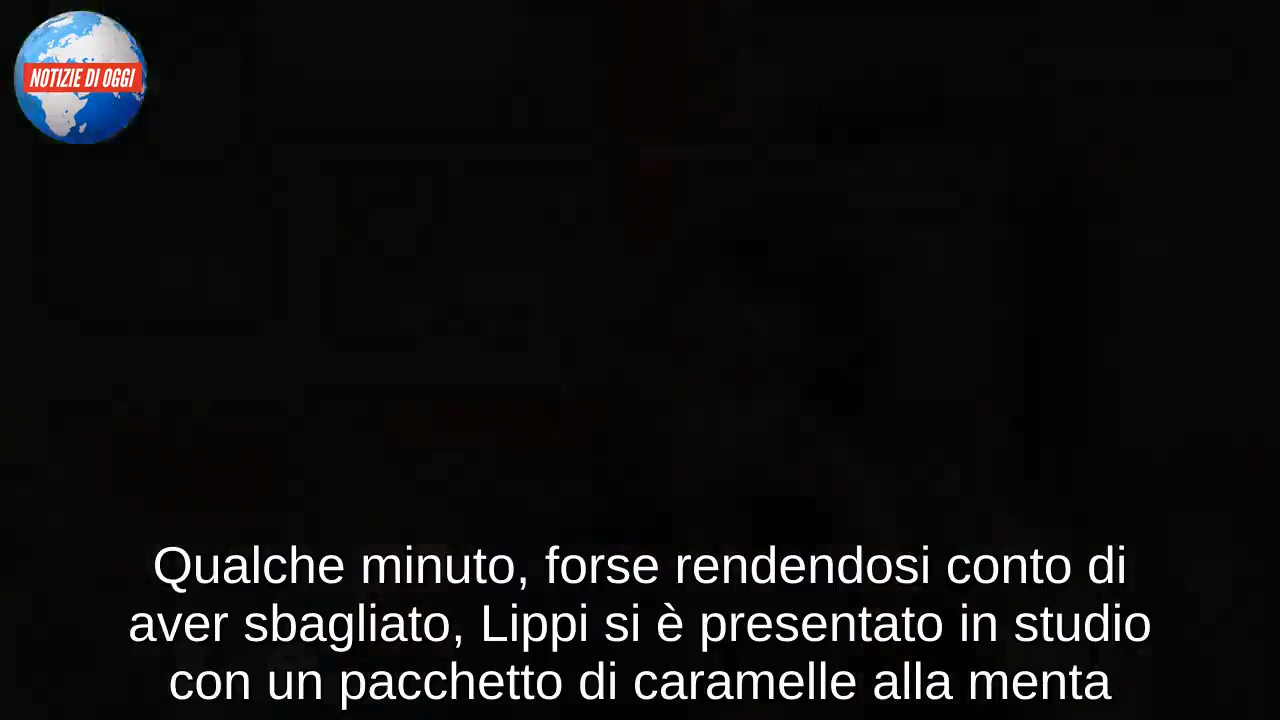 NOTIZIE DI OGGI
Qualche minuto, forse rendendosi conto di
aver sbagliato, Lippi si è presentato in studio
con un pacchetto di caramelle alla menta